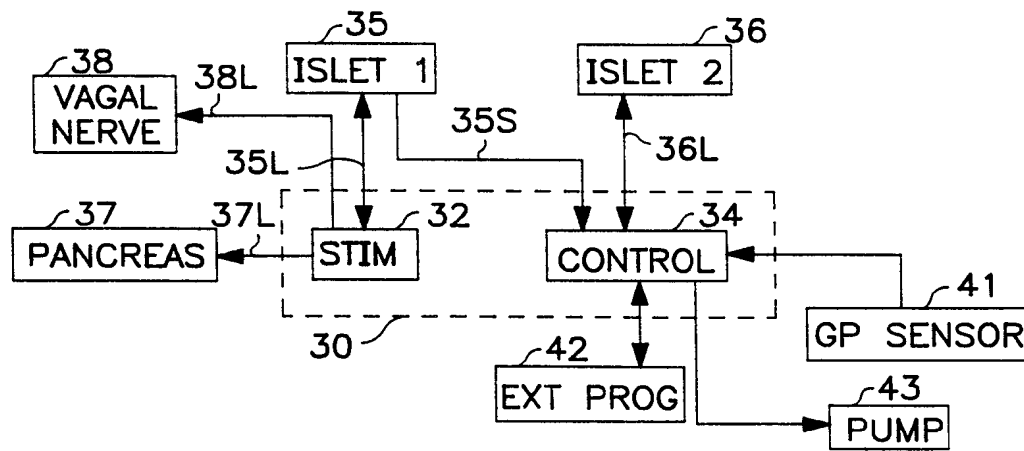 35
36
38
38L
ISLET 1
ISLET 2
VAGAL
NERVE
35S
35L
36L
37
37L
32
34
PANCREAS
STIM
CONTROL
41
30
42
GP SENSOR
EXT PROG
43
PUMP